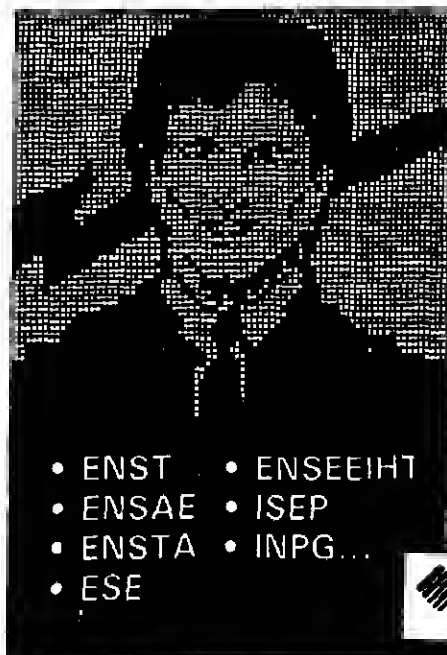 • ENST • ENSEEIHT
• ENSAE • ISEP
• ENSTA • INPG...
• ESE